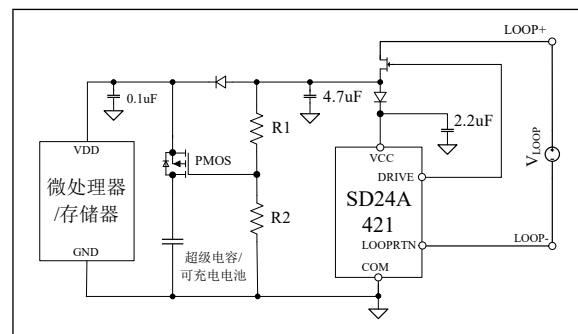 LOOP+
0.1uF
4.7uF
2.2uF
R1
VDD
PMOS
VCC
DRIVE
V_LOOP
微处理器
/存储器
SD24A
421
R2
LOOPRTN
LOOP-
GND
超级电容/
可充电电池
COM